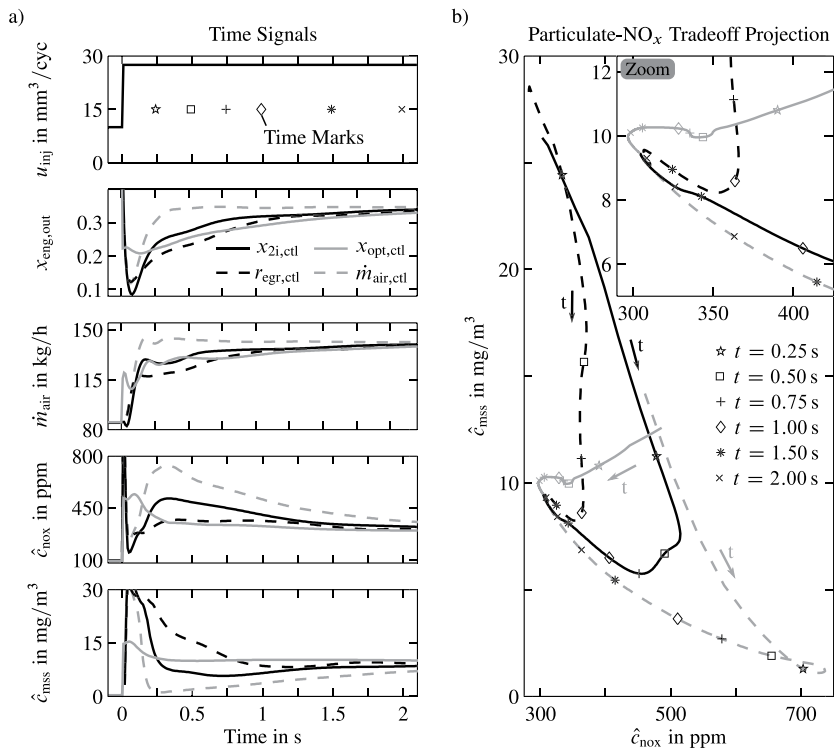 a)
Time Signals
u_inj in mm³/cyc
30
15
0
Time Marks
x_eng,out
0.3
0.2
0.1
x_2i,ctl
x_opt,ctl
r_egr,ctl
ṁ_air,ctl
ṁ_air in kg/h
145
115
85
ĉ_nox in ppm
800
450
100
ĉ_mss in mg/m³
30
15
0
0
0.5
1
1.5
2
Time in s
b)
Particulate-NOₓ Tradeoff Projection
ĉ_mss in mg/m³
30
20
10
0
300
400
500
700
ĉ_nox in ppm
Zoom
12
10
8
6
300
350
400
t
t
t
t
t = 0.25 s
t = 0.50 s
t = 0.75 s
t = 1.00 s
t = 1.50 s
t = 2.00 s